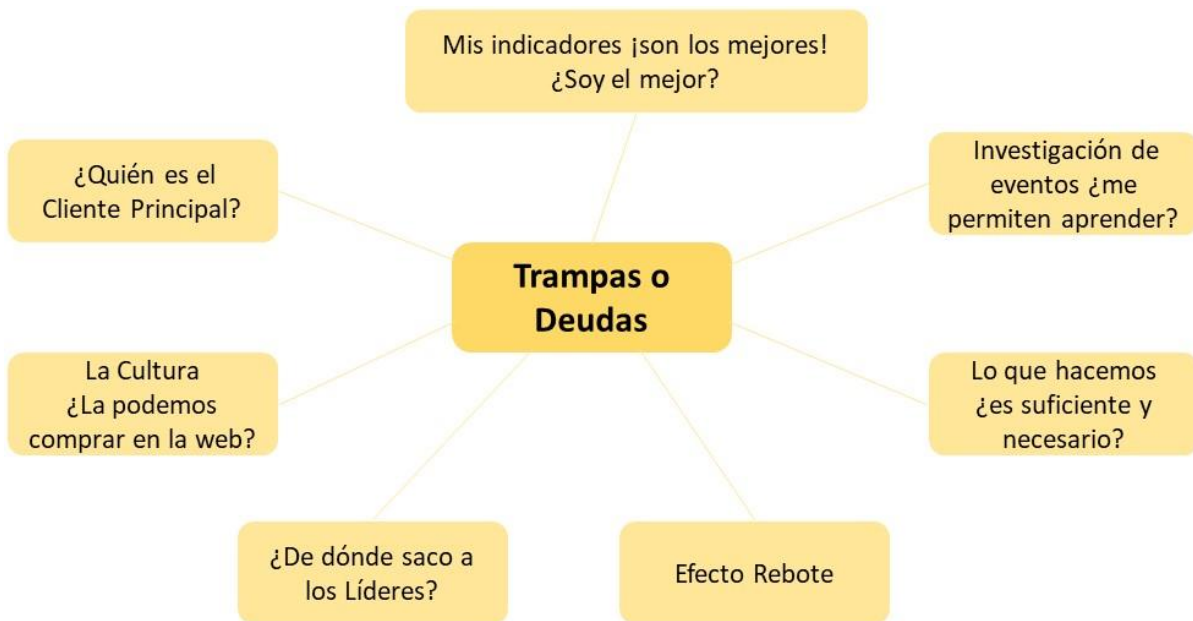 Mis indicadores ¡son los mejores!
¿Soy el mejor?
Investigación de
eventos ¿me
permiten aprender?
¿Quién es el
Cliente Principal?
Trampas o
Deudas
La Cultura
¿La podemos
comprar en la web?
Lo que hacemos
¿es suficiente y
necesario?
¿De dónde saco a
los Líderes?
Efecto Rebote